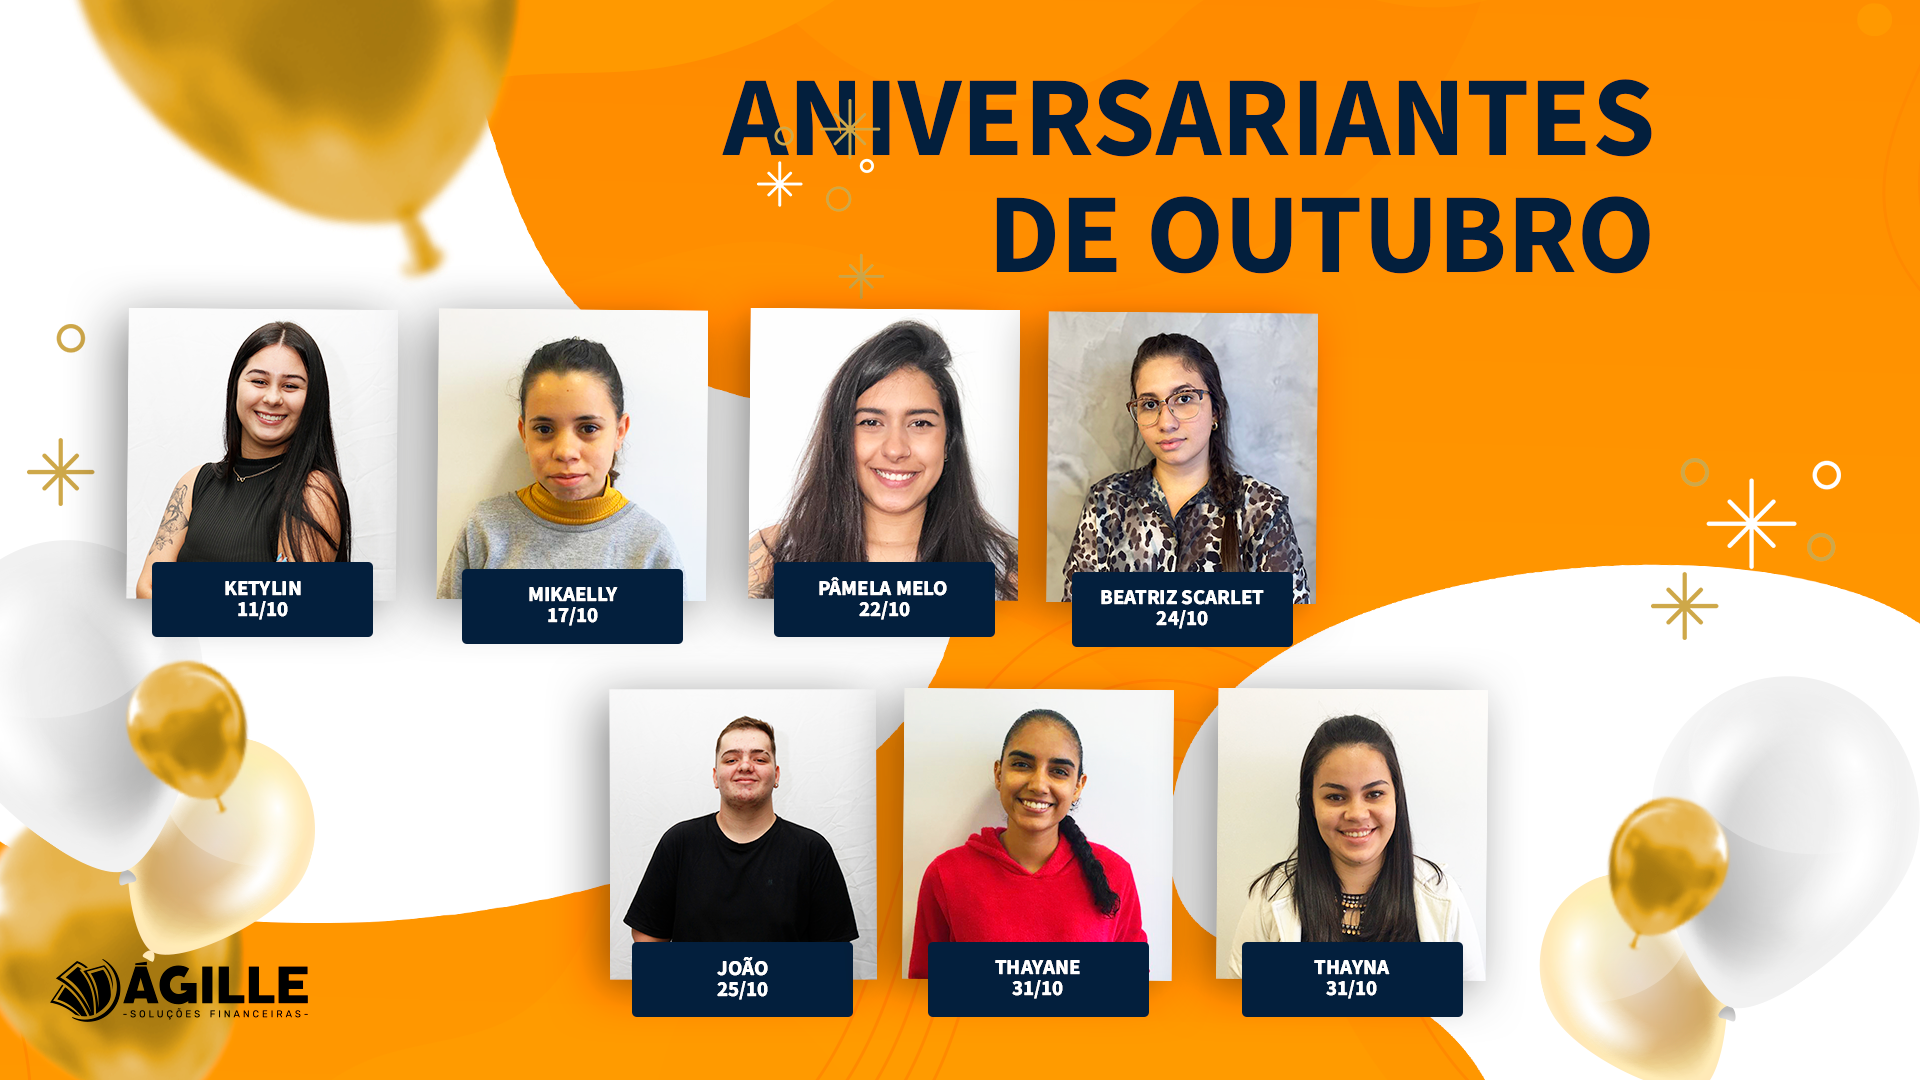 ANIVERSARIANTES
DE OUTUBRO
KETYLIN
11/10
MIKAELLY
17/10
PÂMELA MELO
22/10
BEATRIZ SCARLET
24/10
JOÃO
25/10
THAYANE
31/10
THAYNA
31/10
ÁGILLE
-SOLUÇÕES FINANCEIRAS-